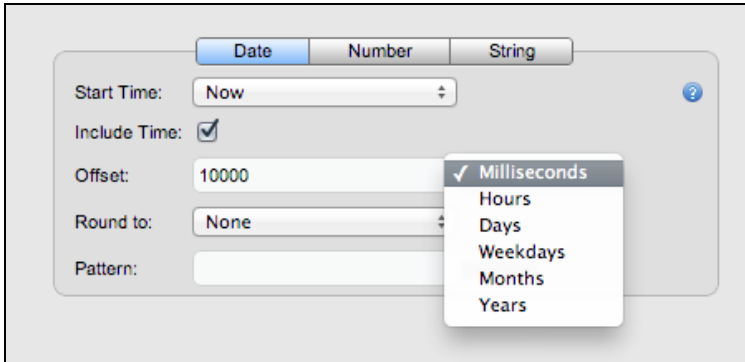 Date Number String
Start Time: Now ?
Include Time:
Offset: 10000 ✓ Milliseconds
Hours
Days
Round to: None
Weekdays
Pattern:
Months
Years